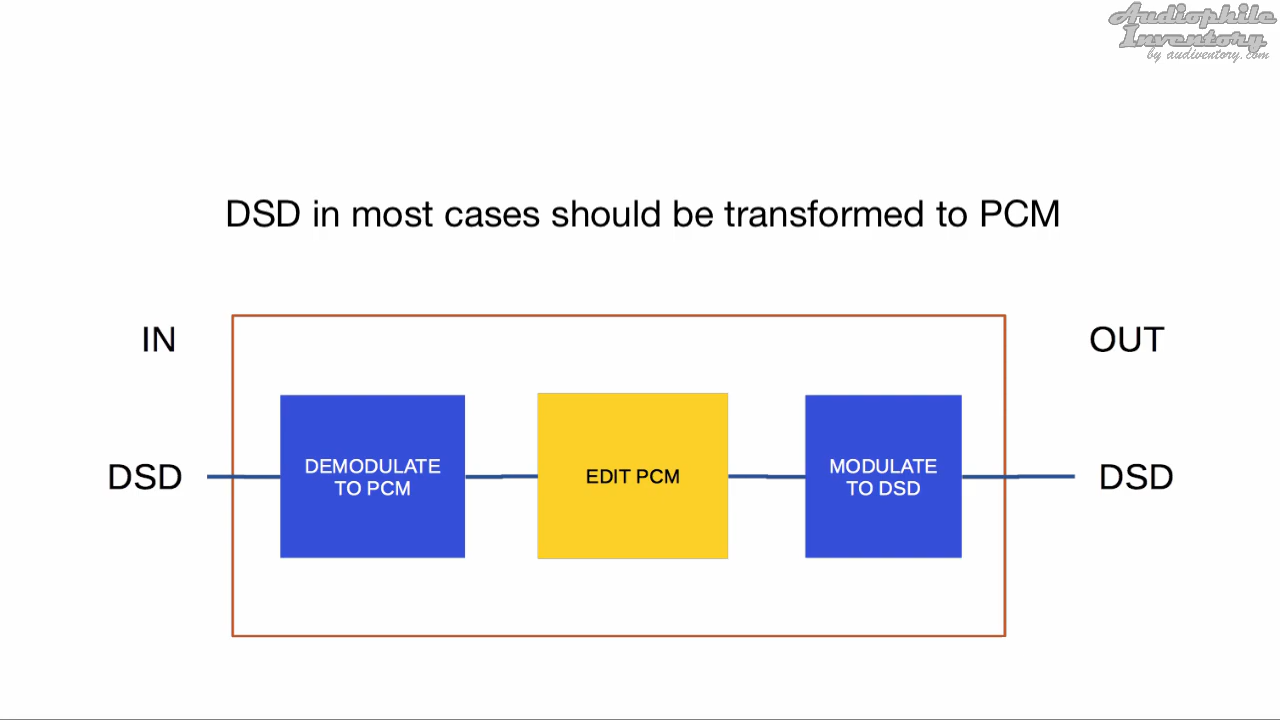 Audiophile
Inventory
by audiventory.com
DSD in most cases should be transformed to PCM
IN
OUT
DSD
DEMODULATE
TO PCM
EDIT PCM
MODULATE
TO DSD
DSD